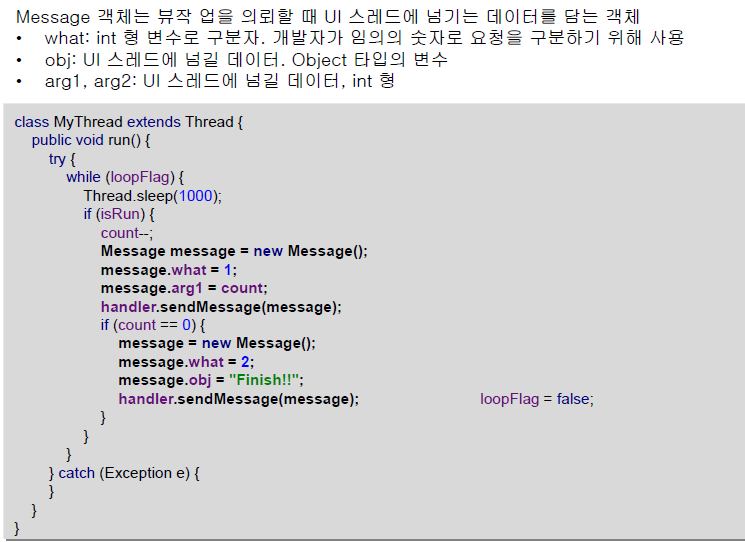 Message 객체는 뷰작 업을 의뢰할 때 UI 스레드에 넘기는 데이터를 담는 객체
• what: int 형 변수로 구분자. 개발자가 임의의 숫자로 요청을 구분하기 위해 사용
• obj: UI 스레드에 넘길 데이터. Object 타입의 변수
• arg1, arg2: UI 스레드에 넘길 데이터, int 형
class MyThread extends Thread {
public void run() {
try {
while (loopFlag) {
Thread.sleep(1000);
if (isRun) {
count--;
Message message = new Message();
message.what = 1;
message.arg1 = count;
handler.sendMessage(message);
if (count == 0) {
message = new Message();
message.what = 2;
message.obj = "Finish!!";
handler.sendMessage(message); loopFlag = false;
}
}
}
} catch (Exception e) {
}
}
}